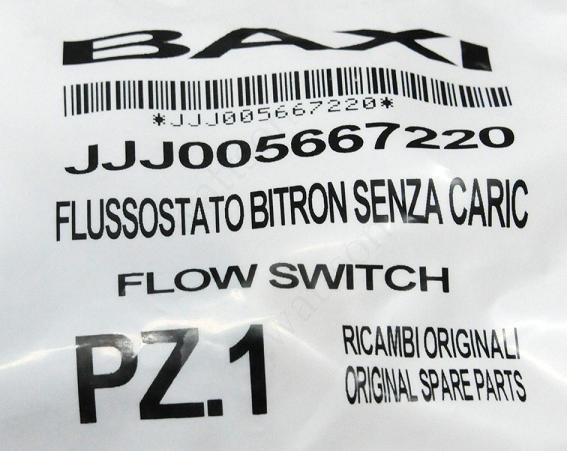 BAXI
*JJJ005667220*
JJJ005667220
FLUSSOSTATO BITRON SENZA CARIC
FLOW SWITCH
PZ.1
RICAMBI ORIGINALI
ORIGINAL SPARE PARTS